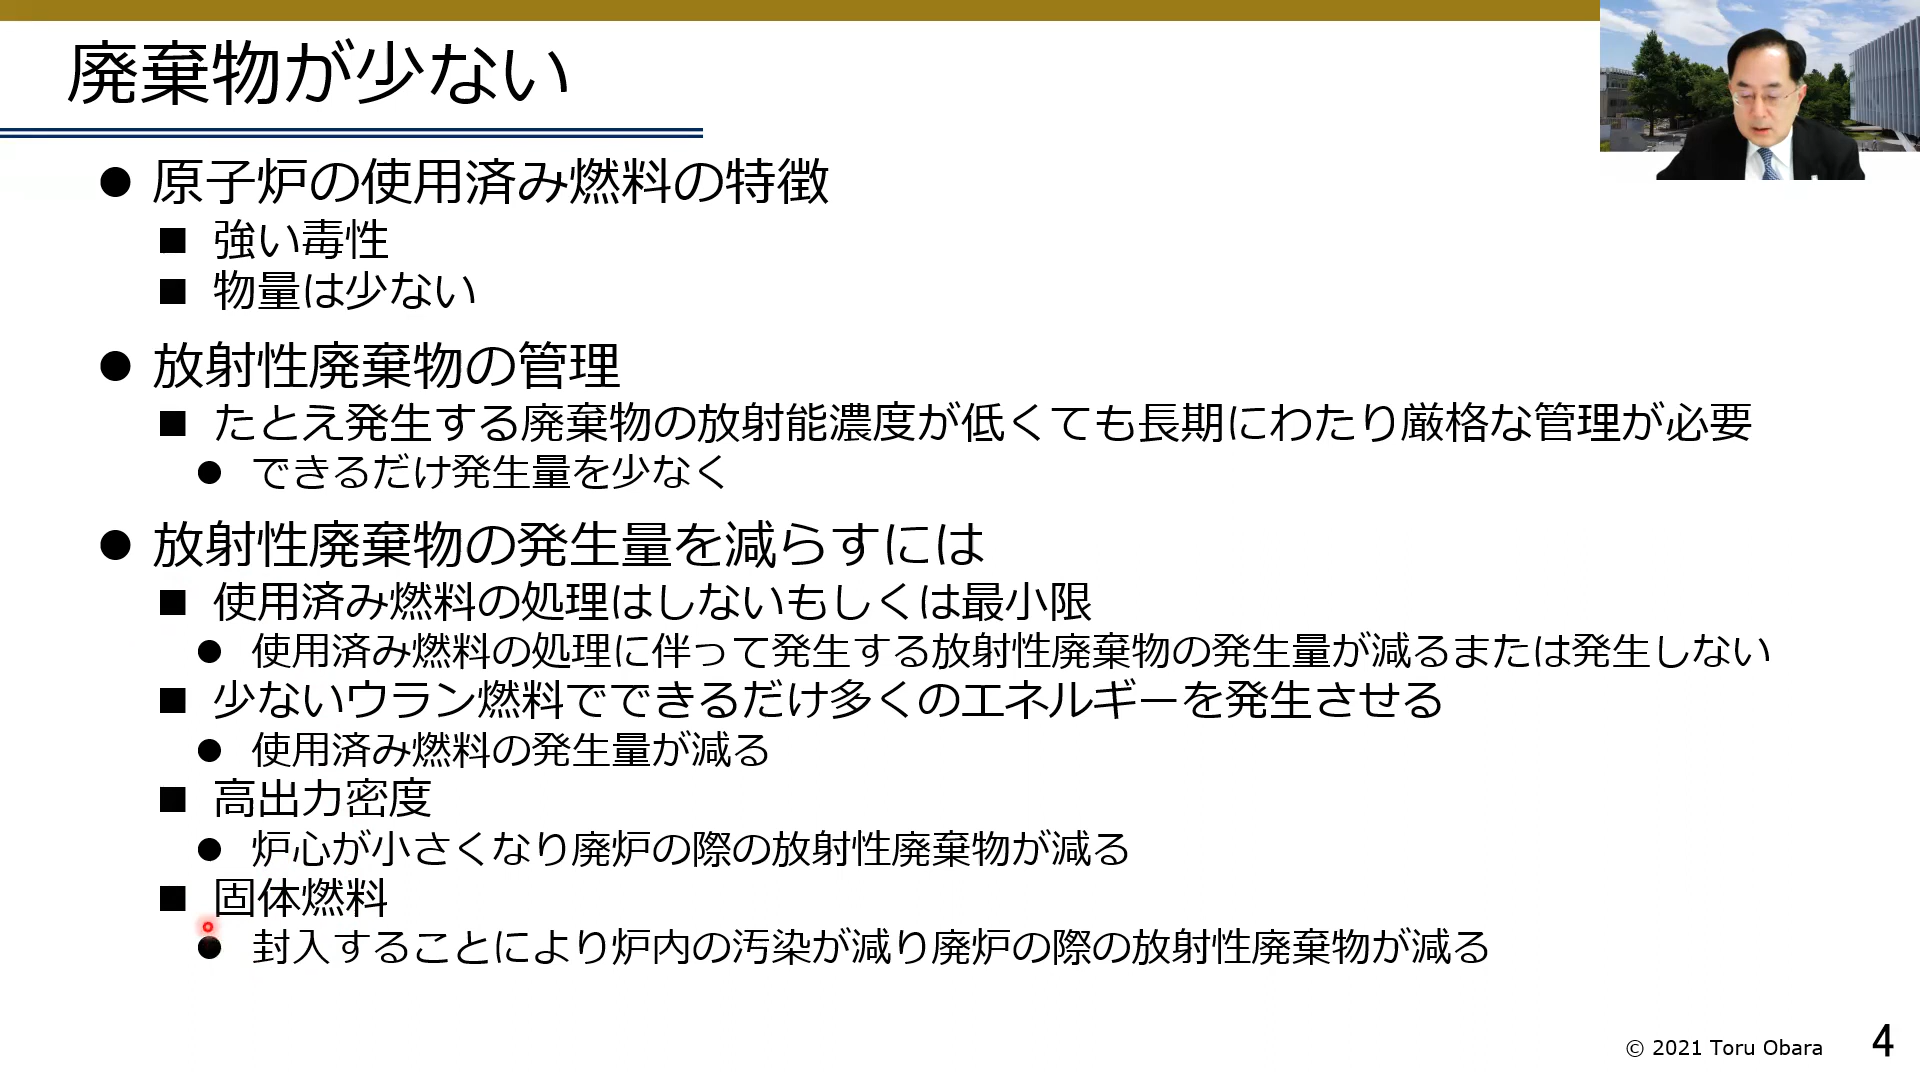 廃棄物が少ない
● 原子炉の使用済み燃料の特徴
■ 強い毒性
■ 物量は少ない
● 放射性廃棄物の管理
■ たとえ発生する廃棄物の放射能濃度が低くても長期にわたり厳格な管理が必要
● できるだけ発生量を少なく
● 放射性廃棄物の発生量を減らすには
■ 使用済み燃料の処理はしないもしくは最小限
● 使用済み燃料の処理に伴って発生する放射性廃棄物の発生量が減るまたは発生しない
■ 少ないウラン燃料でできるだけ多くのエネルギーを発生させる
● 使用済み燃料の発生量が減る
■ 高出力密度
● 炉心が小さくなり廃炉の際の放射性廃棄物が減る
■ 固体燃料
● 封入することにより炉内の汚染が減り廃炉の際の放射性廃棄物が減る
© 2021 Toru Obara
4